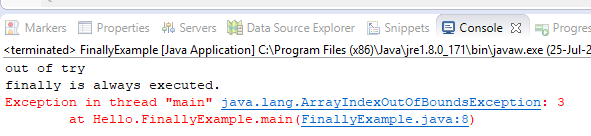 Markers Properties Servers Data Source Explorer Snippets Console Progres
<terminated> FinallyExample [Java Application] C:\Program Files (x86)\Java\jre1.8.0_171\bin\javaw.exe (25-Jul-2
out of try
finally is always executed.
Exception in thread "main" java.lang.ArrayIndexOutOfBoundsException: 3
at Hello.FinallyExample.main(FinallyExample.java:8)